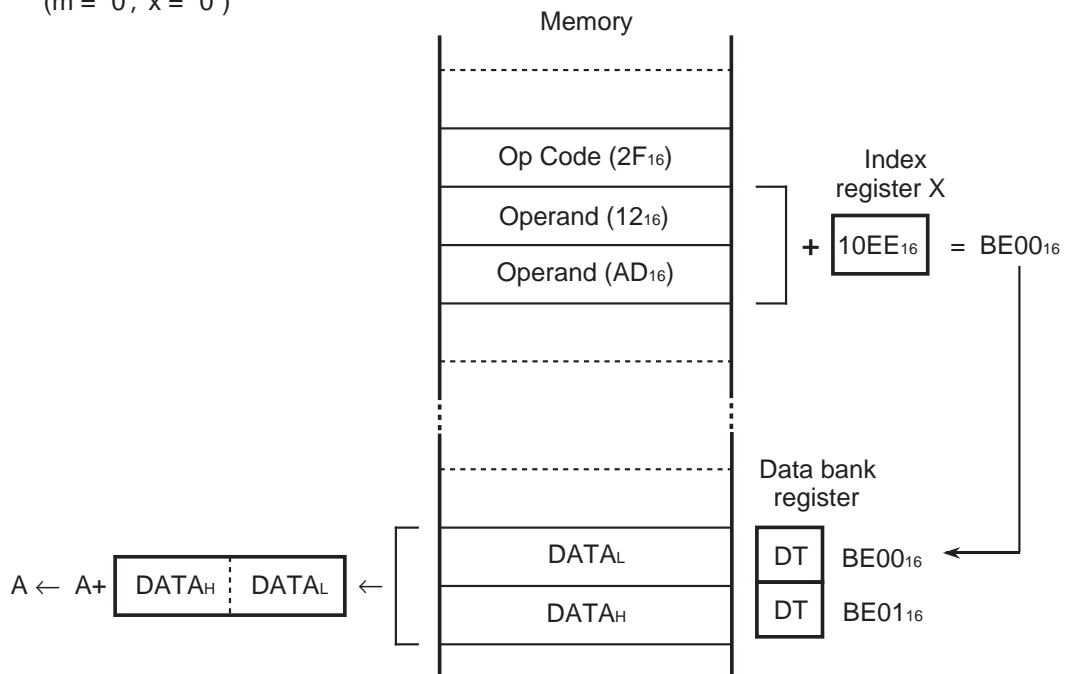 (m = "0", x = "0")
Memory
Op Code (2F16)
Index
register X
Operand (1216)
+ 10EE16 = BE0016
Operand (AD16)
Data bank
register
DATAL
DT BE0016
A ← A+ DATAH DATAL ←
DATAH
DT BE0116